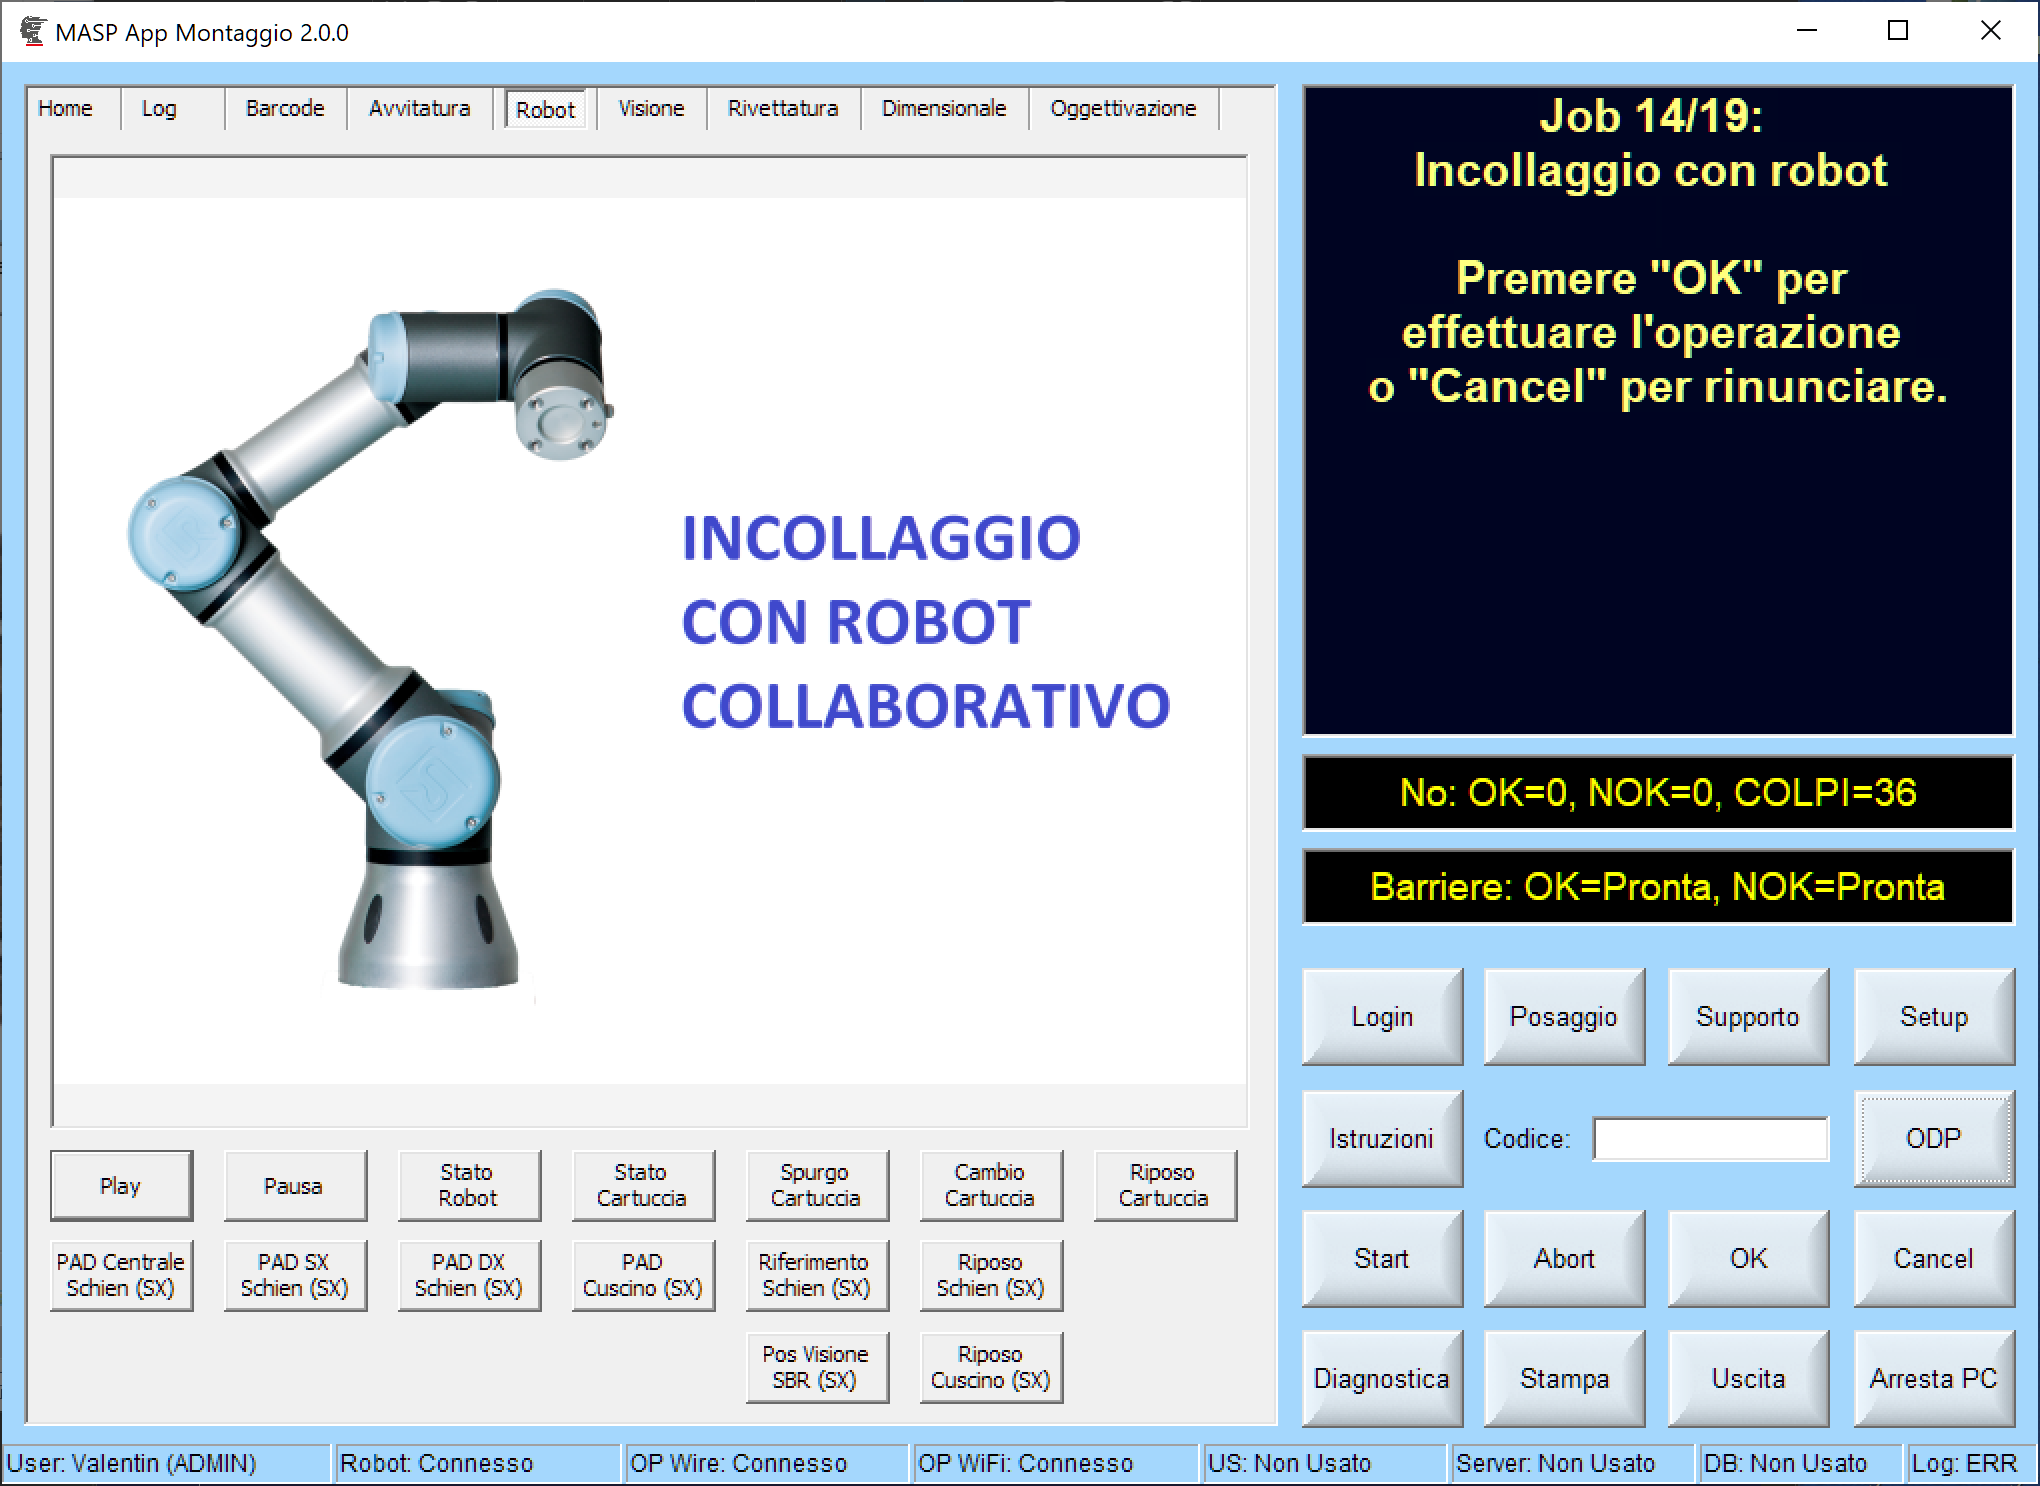 MASP App Montaggio 2.0.0
Home Log Barcode Avvitatura Robot Visione Rivettatura Dimensionale Oggettivazione
INCOLLAGGIO
CON ROBOT
COLLABORATIVO
Play
Pausa
Stato
Robot
Stato
Cartuccia
Spurgo
Cartuccia
Cambio
Cartuccia
Riposo
Cartuccia
PAD Centrale
Schien (SX)
PAD SX
Schien (SX)
PAD DX
Schien (SX)
PAD
Cuscino (SX)
Riferimento
Schien (SX)
Riposo
Schien (SX)
Pos Visione
SBR (SX)
Riposo
Cuscino (SX)
Job 14/19:
Incollaggio con robot
Premere "OK" per
effettuare l'operazione
o "Cancel" per rinunciare.
No: OK=0, NOK=0, COLPI=36
Barriere: OK=Pronta, NOK=Pronta
Login Posaggio Supporto Setup
Istruzioni Codice: ODP
Start Abort OK Cancel
Diagnostica Stampa Uscita Arresta PC
User: Valentin (ADMIN) Robot: Connesso OP Wire: Connesso OP WiFi: Connesso US: Non Usato Server: Non Usato DB: Non Usato Log: ERR